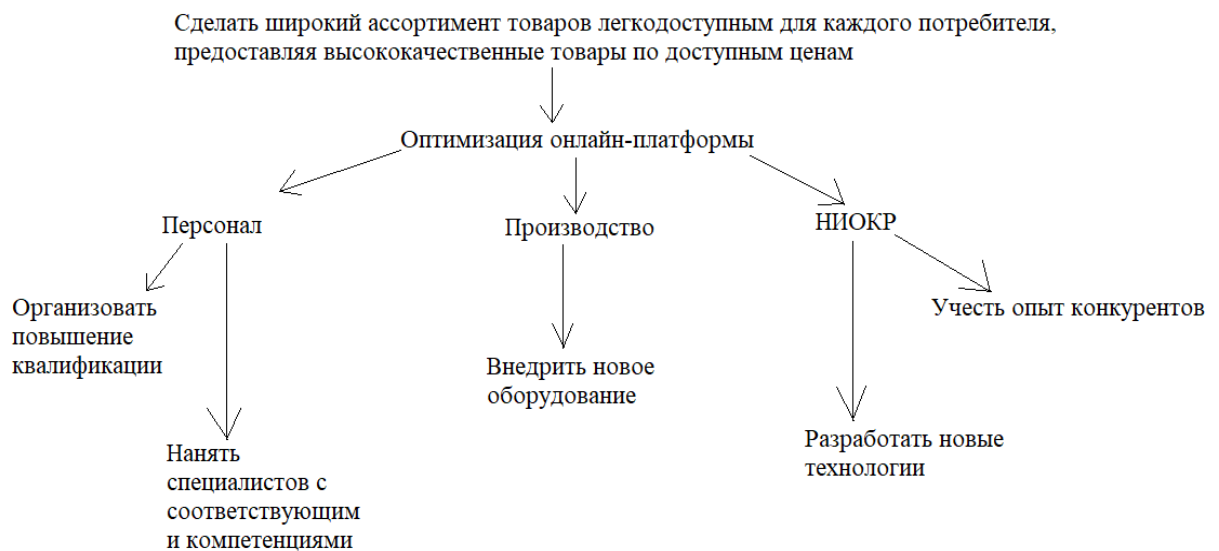 Сделать широкий ассортимент товаров легкодоступным для каждого потребителя,
предоставляя высококачественные товары по доступным ценам
Оптимизация онлайн-платформы
Персонал
Производство
НИОКР
Организовать
повышение
квалификации
Учесть опыт конкурентов
Внедрить новое
оборудование
Нанять
специалистов с
соответствующим
и компетенциями
Разработать новые
технологии